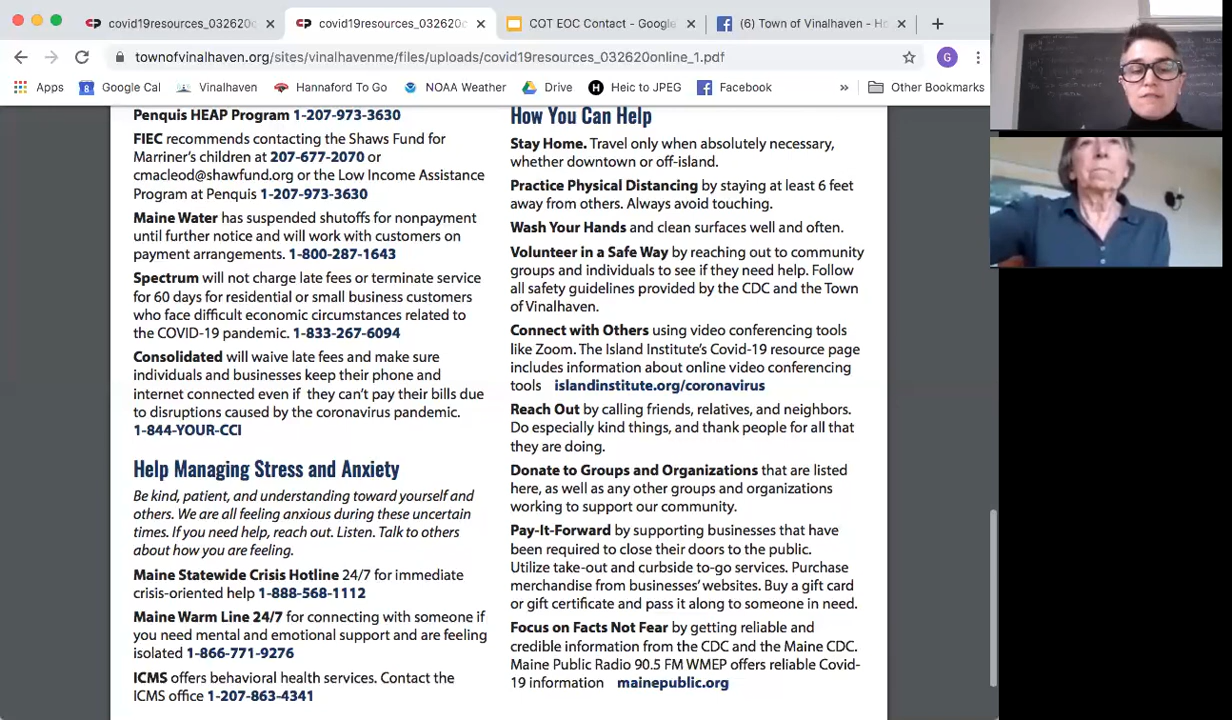 covid19resources_032620c
covid19resources_032620c
COT EOC Contact - Google
(6) Town of Vinalhaven - Ho
townofvinalhaven.org/sites/vinalhavenme/files/uploads/covid19resources_032620online_1.pdf
G
Apps
Google Cal
Vinalhaven
Hannaford To Go
NOAA Weather
Drive
Heic to JPEG
Facebook
»
Other Bookmarks
Penquis HEAP Program 1-207-973-3630
FIEC recommends contacting the Shaws Fund for
Marriner's children at 207-677-2070 or
cmacleod@shawfund.org or the Low Income Assistance
Program at Penquis 1-207-973-3630
Maine Water has suspended shutoffs for nonpayment
until further notice and will work with customers on
payment arrangements. 1-800-287-1643
Spectrum will not charge late fees or terminate service
for 60 days for residential or small business customers
who face difficult economic circumstances related to
the COVID-19 pandemic. 1-833-267-6094
Consolidated will waive late fees and make sure
individuals and businesses keep their phone and
internet connected even if they can't pay their bills due
to disruptions caused by the coronavirus pandemic.
1-844-YOUR-CCI
Help Managing Stress and Anxiety
Be kind, patient, and understanding toward yourself and
others. We are all feeling anxious during these uncertain
times. If you need help, reach out. Listen. Talk to others
about how you are feeling.
Maine Statewide Crisis Hotline 24/7 for immediate
crisis-oriented help 1-888-568-1112
Maine Warm Line 24/7 for connecting with someone if
you need mental and emotional support and are feeling
isolated 1-866-771-9276
ICMS offers behavioral health services. Contact the
ICMS office 1-207-863-4341
How You Can Help
Stay Home. Travel only when absolutely necessary,
whether downtown or off-island.
Practice Physical Distancing by staying at least 6 feet
away from others. Always avoid touching.
Wash Your Hands and clean surfaces well and often.
Volunteer in a Safe Way by reaching out to community
groups and individuals to see if they need help. Follow
all safety guidelines provided by the CDC and the Town
of Vinalhaven.
Connect with Others using video conferencing tools
like Zoom. The Island Institute's Covid-19 resource page
includes information about online video conferencing
tools islandinstitute.org/coronavirus
Reach Out by calling friends, relatives, and neighbors.
Do especially kind things, and thank people for all that
they are doing.
Donate to Groups and Organizations that are listed
here, as well as any other groups and organizations
working to support our community.
Pay-It-Forward by supporting businesses that have
been required to close their doors to the public.
Utilize take-out and curbside to-go services. Purchase
merchandise from businesses' websites. Buy a gift card
or gift certificate and pass it along to someone in need.
Focus on Facts Not Fear by getting reliable and
credible information from the CDC and the Maine CDC.
Maine Public Radio 90.5 FM WMEP offers reliable Covid-
19 information mainepublic.org